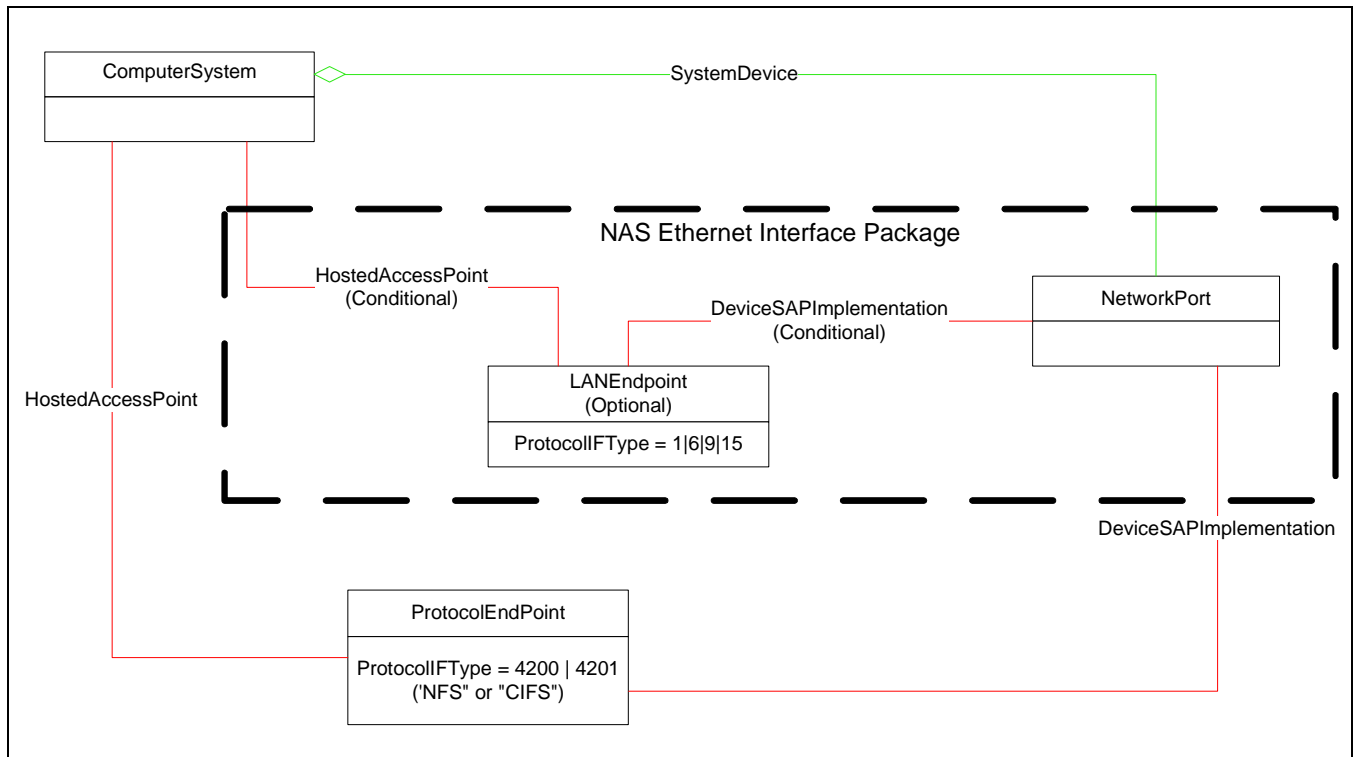 ComputerSystem
SystemDevice
NAS Ethernet Interface Package
HostedAccessPoint
(Conditional)
DeviceSAPImplementation
(Conditional)
NetworkPort
LANEndpoint
(Optional)
ProtocolIFType = 1|6|9|15
HostedAccessPoint
DeviceSAPImplementation
ProtocolEndPoint
ProtocolIFType = 4200 | 4201
('NFS" or "CIFS")